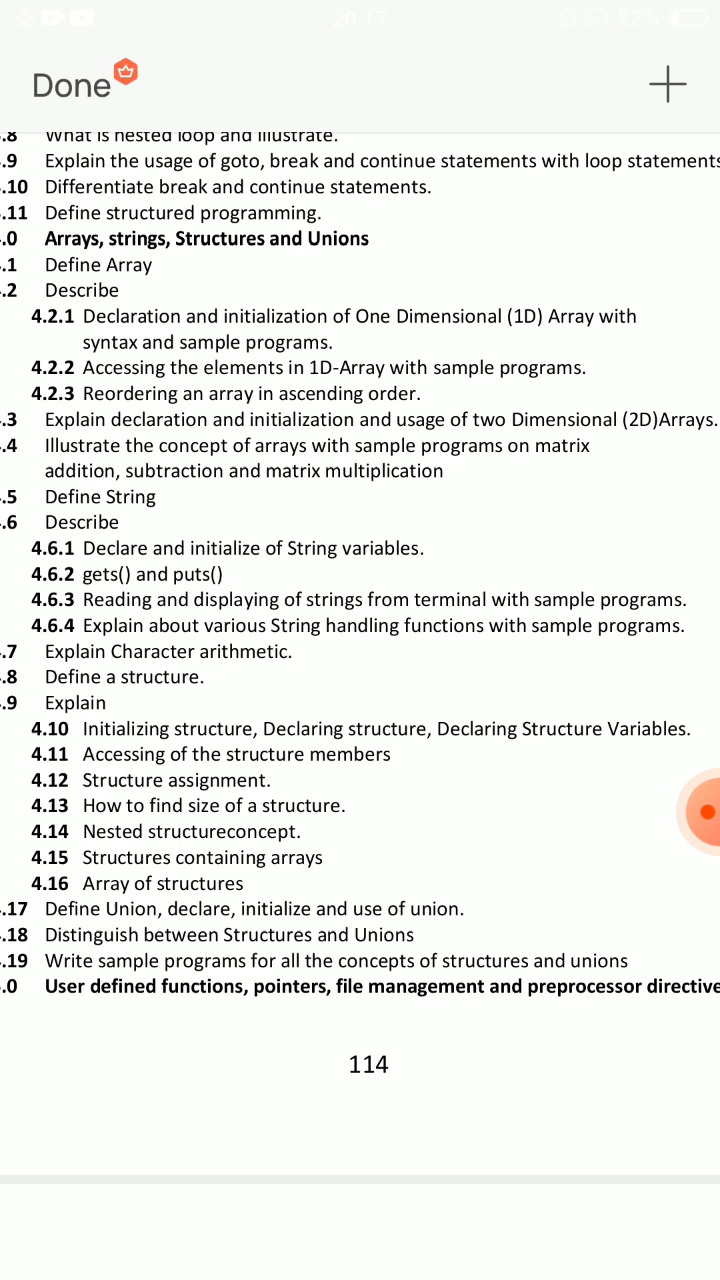 20:17
22%
Done
.8 What is nested loop and illustrate.
.9 Explain the usage of goto, break and continue statements with loop statements
.10 Differentiate break and continue statements.
.11 Define structured programming.
.0 Arrays, strings, Structures and Unions
.1 Define Array
.2 Describe
4.2.1 Declaration and initialization of One Dimensional (1D) Array with
syntax and sample programs.
4.2.2 Accessing the elements in 1D-Array with sample programs.
4.2.3 Reordering an array in ascending order.
.3 Explain declaration and initialization and usage of two Dimensional (2D)Arrays.
.4 Illustrate the concept of arrays with sample programs on matrix
addition, subtraction and matrix multiplication
.5 Define String
.6 Describe
4.6.1 Declare and initialize of String variables.
4.6.2 gets() and puts()
4.6.3 Reading and displaying of strings from terminal with sample programs.
4.6.4 Explain about various String handling functions with sample programs.
.7 Explain Character arithmetic.
.8 Define a structure.
.9 Explain
4.10 Initializing structure, Declaring structure, Declaring Structure Variables.
4.11 Accessing of the structure members
4.12 Structure assignment.
4.13 How to find size of a structure.
4.14 Nested structureconcept.
4.15 Structures containing arrays
4.16 Array of structures
.17 Define Union, declare, initialize and use of union.
.18 Distinguish between Structures and Unions
.19 Write sample programs for all the concepts of structures and unions
.0 User defined functions, pointers, file management and preprocessor directive
114